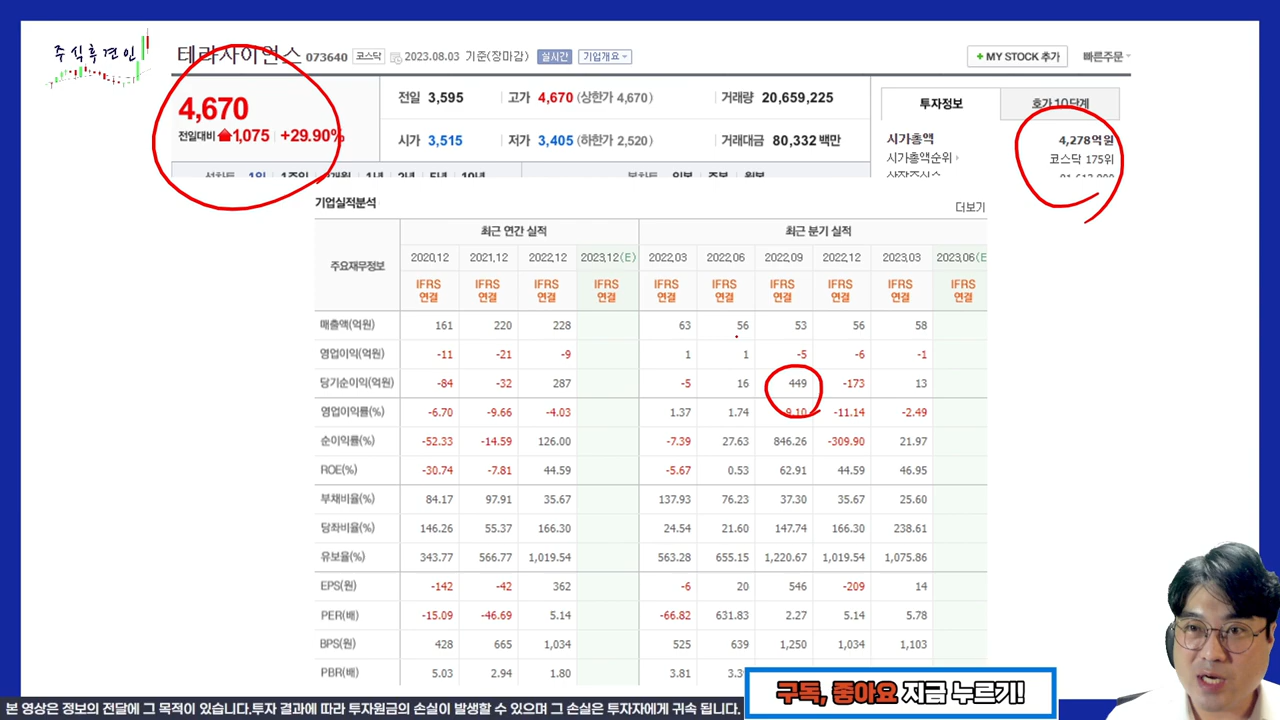 주식후견인
테라사이언스 073640 코스닥 2023.08.03 기준(장마감) 실시간 기업개요
+ MY STOCK 추가 빠른주문
4,670
전일대비 1,075 +29.90%
전일 3,595 고가 4,670 (상한가 4,670) 거래량 20,659,225
시가 3,515 저가 3,405 (하한가 2,520) 거래대금 80,332 백만
투자정보 호가 10단계
시가총액 4,278억원
시가총액순위 코스닥 175위
기업실적분석
더보기
주요재무정보 최근 연간 실적 최근 분기 실적
2020.12 2021.12 2022.12 2023.12(E) 2022.03 2022.06 2022.09 2022.12 2023.03 2023.06(E
IFRS IFRS IFRS IFRS IFRS IFRS IFRS IFRS IFRS IFRS
연결 연결 연결 연결 연결 연결 연결 연결 연결 연결
매출액(억원) 161 220 228 63 56 53 56 58
영업이익(억원) -11 -21 -9 1 1 -5 -6 -1
당기순이익(억원) -84 -32 287 -5 16 449 -173 13
영업이익률(%) -6.70 -9.66 -4.03 1.37 1.74 -9.10 -11.14 -2.49
순이익률(%) -52.33 -14.59 126.00 -7.39 27.63 846.26 -309.90 21.97
ROE(%) -30.74 -7.81 44.59 -5.67 0.53 62.91 44.59 46.95
부채비율(%) 84.17 97.91 35.67 137.93 76.23 37.30 35.67 25.60
당좌비율(%) 146.26 55.37 166.30 24.54 21.60 147.74 166.30 238.61
유보율(%) 343.77 566.77 1,019.54 563.28 655.15 1,220.67 1,019.54 1,075.86
EPS(원) -142 -42 362 -6 20 546 -209 14
PER(배) -15.09 -46.69 5.14 -66.82 631.83 2.27 5.14 5.78
BPS(원) 428 665 1,034 525 639 1,250 1,034 1,103
PBR(배) 5.03 2.94 1.80 3.81
구독, 좋아요 지금 누르기!
본 영상은 정보의 전달에 그 목적이 있습니다.투자 결과에 따라 투자원금의 손실이 발생할 수 있으며 그 손실은 투자자에게 귀속 됩니다.